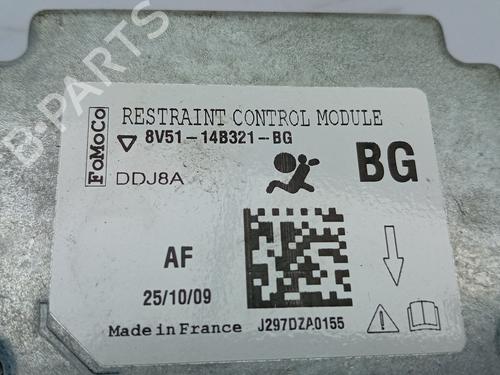 RESTRAINT CONTROL MODULE
FoMoCo
8V51-14B321-BG
DDJ8A
BG
AF
25/10/09
Made in France
J297DZA0155
B-PARTS